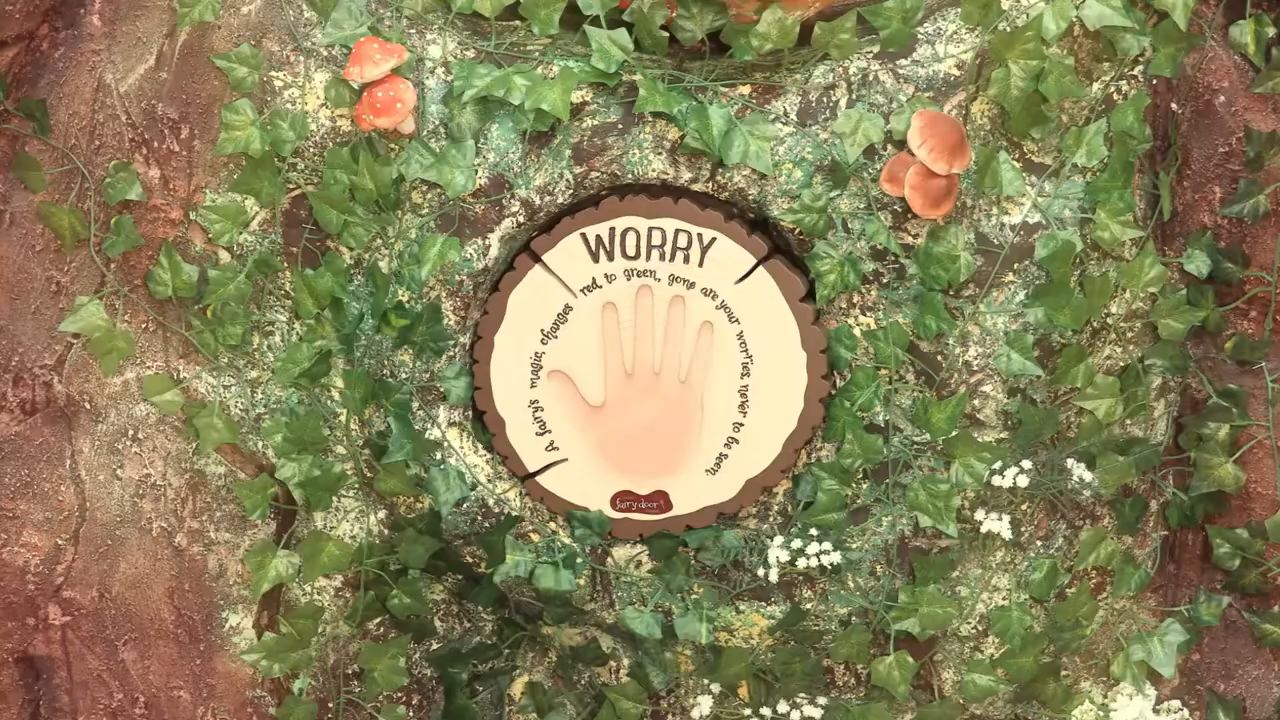 WORRY
A fairy's magic, changes red to green, gone are your worries, never to be seen.
fairy door